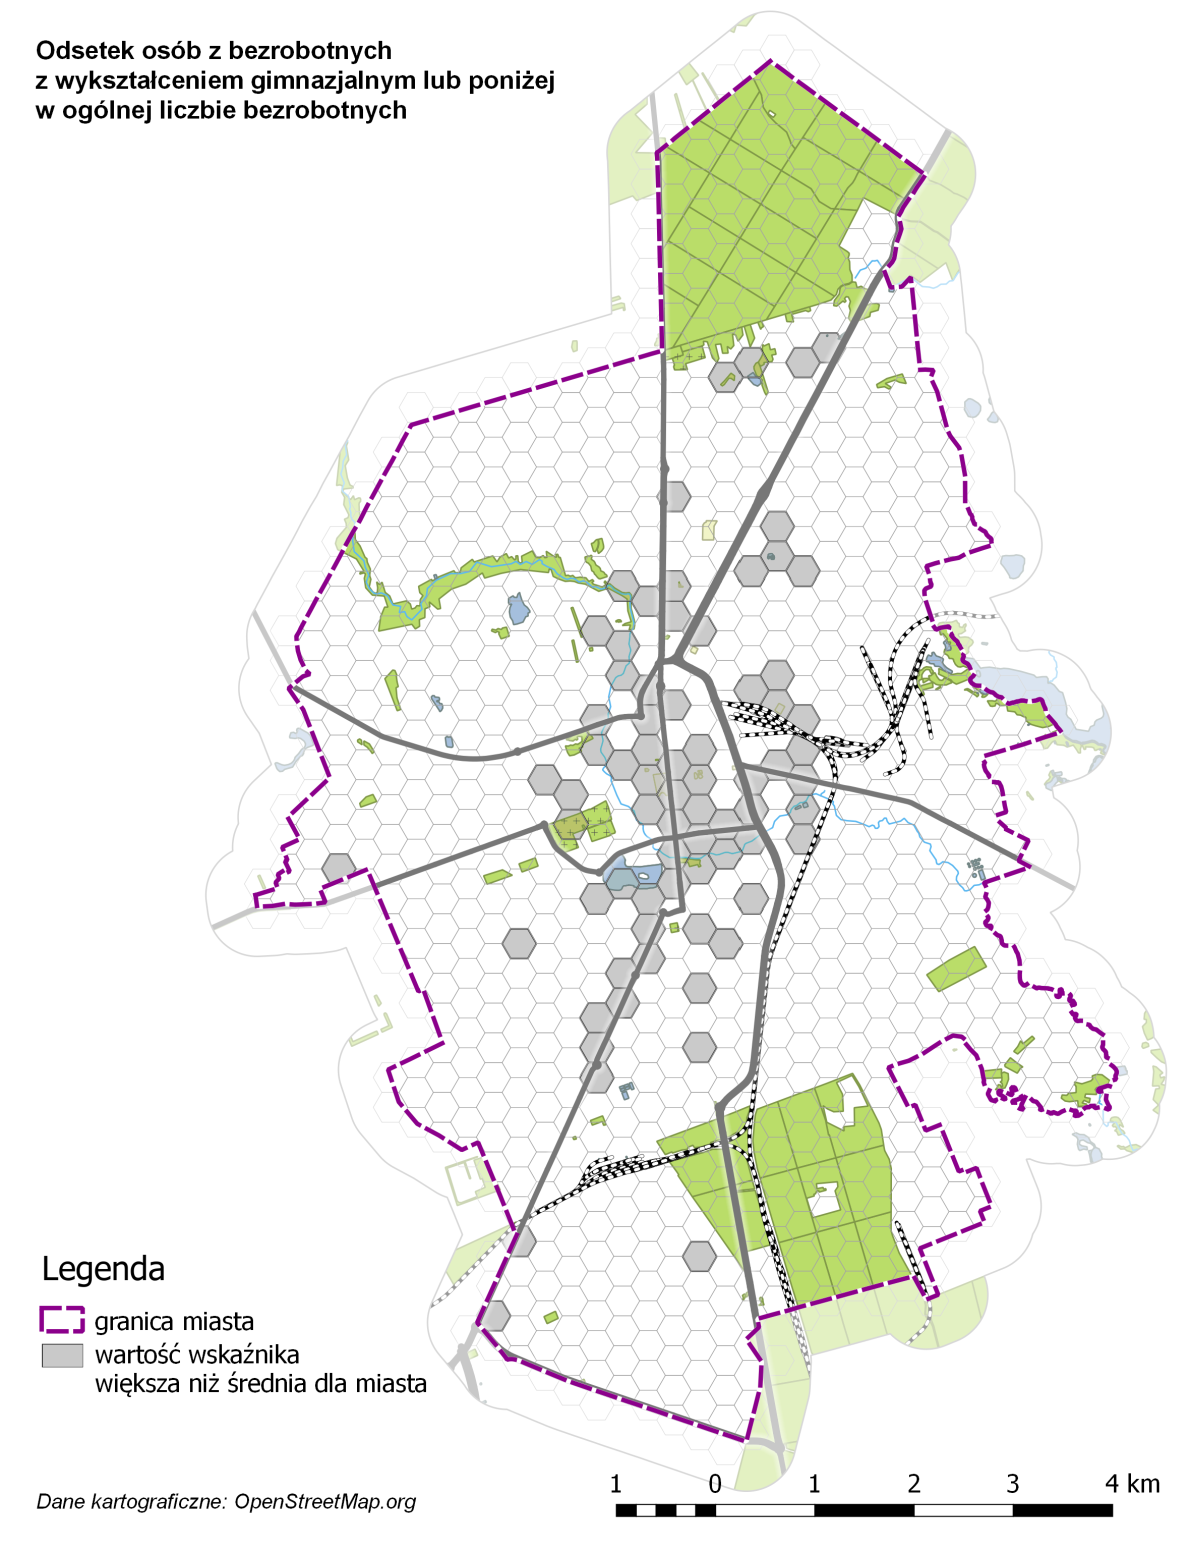 Odsetek osób z bezrobotnych
z wykształceniem gimnazjalnym lub poniżej
w ogólnej liczbie bezrobotnych
Legenda
granica miasta
wartość wskaźnika
większa niż średnia dla miasta
Dane kartograficzne: OpenStreetMap.org
1 0 1 2 3 4 km